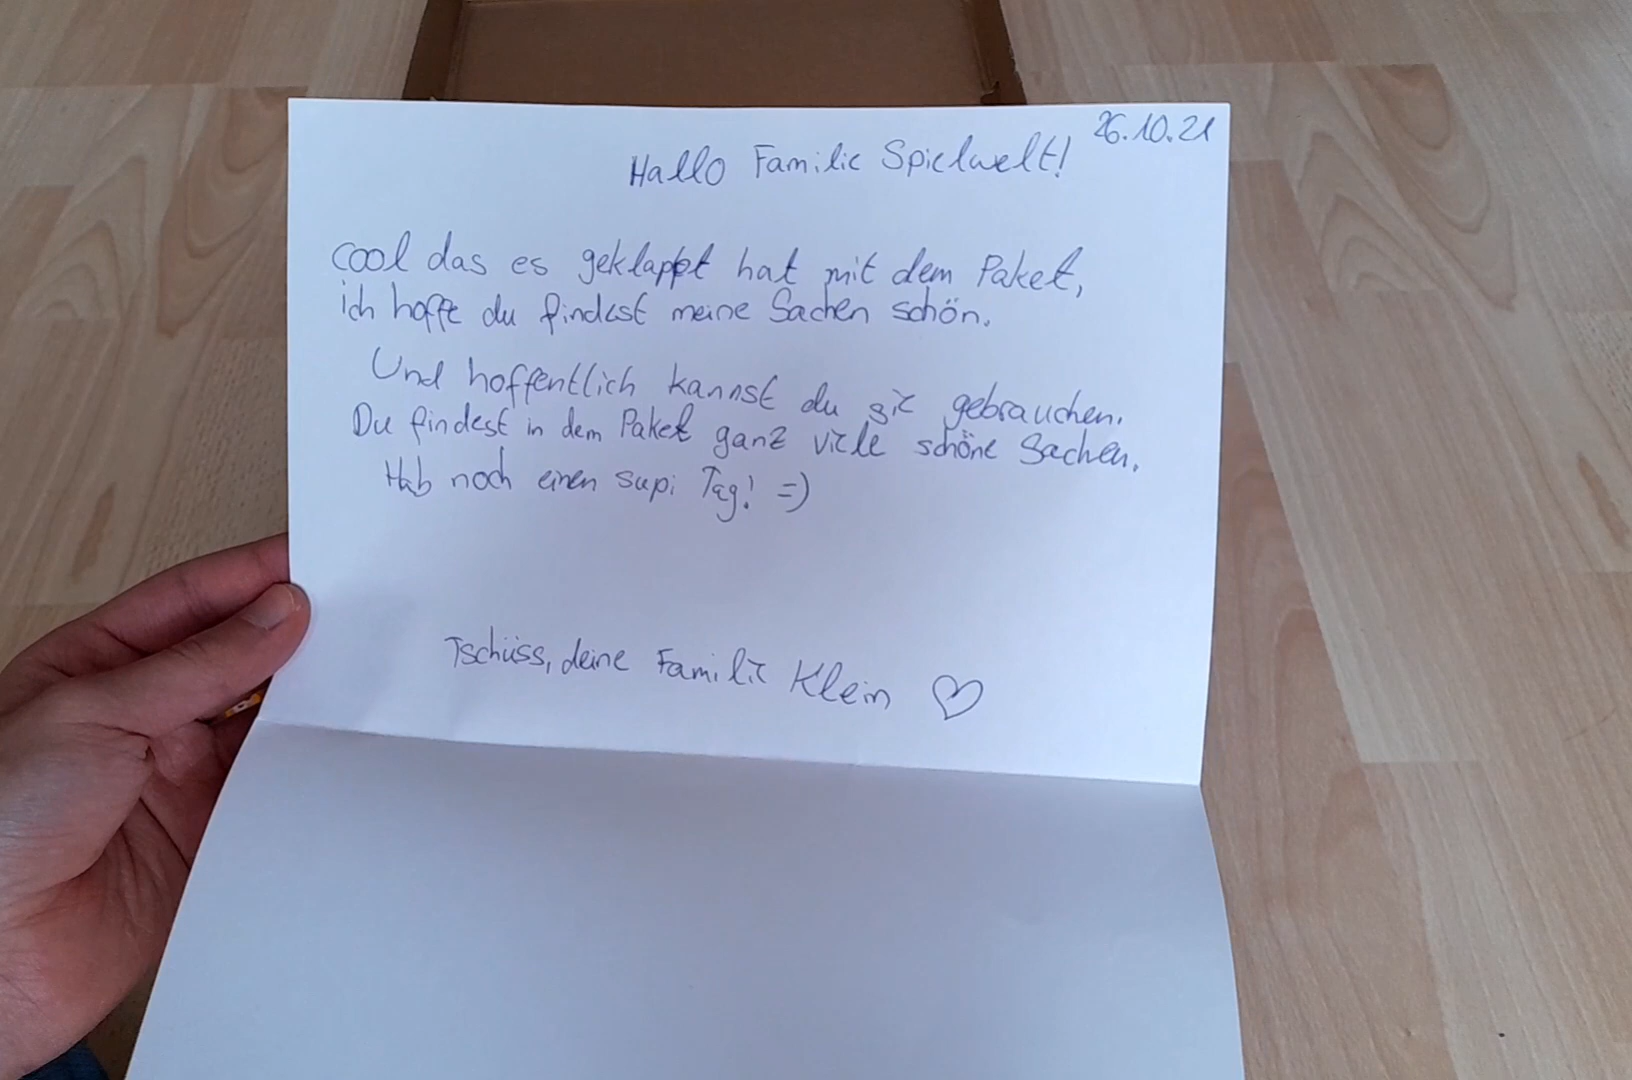 26.10.21
Hallo Familie Spielwelt!
cool das es geklappt hat mit dem Paket,
ich hoffe du findest meine Sachen schön.
Und hoffentlich kannst du sie gebrauchen.
Du findest in dem Paket ganz viele schöne Sachen.
Hab noch einen supi Tag! =)
Tschüss, deine Familie Klein ♡